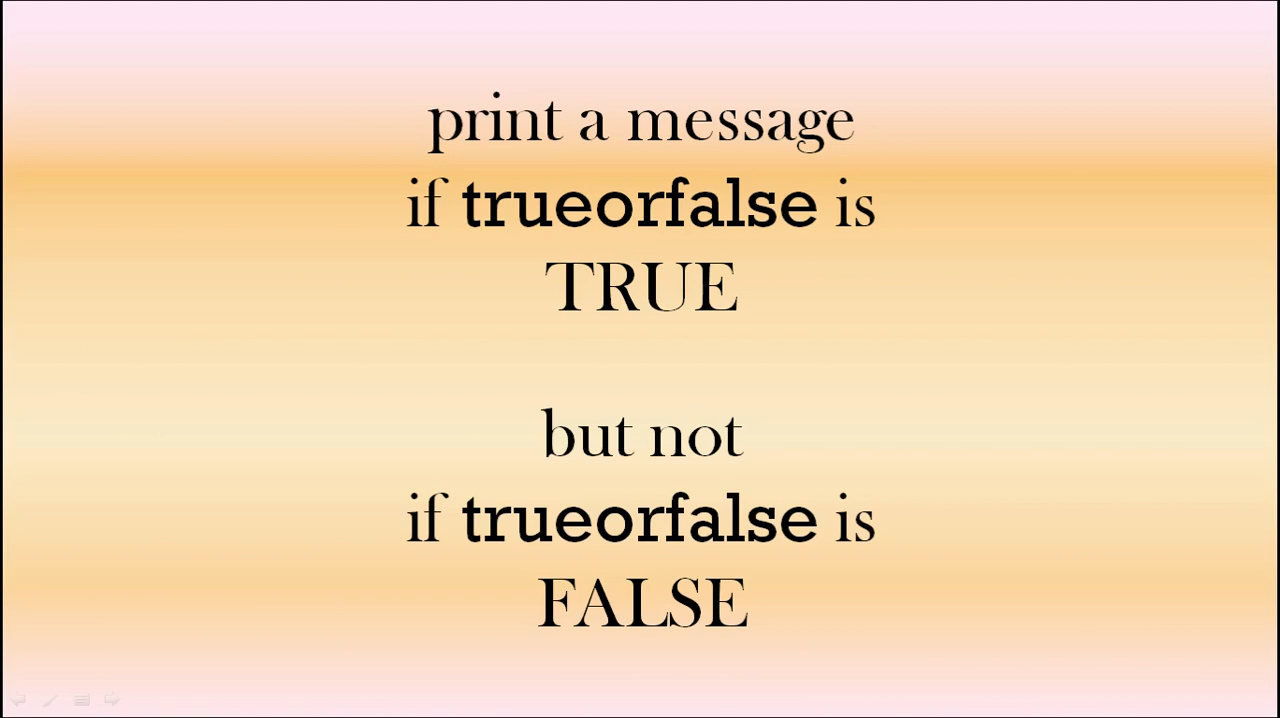 print a message
if trueorfalse is
TRUE
but not
if trueorfalse is
FALSE